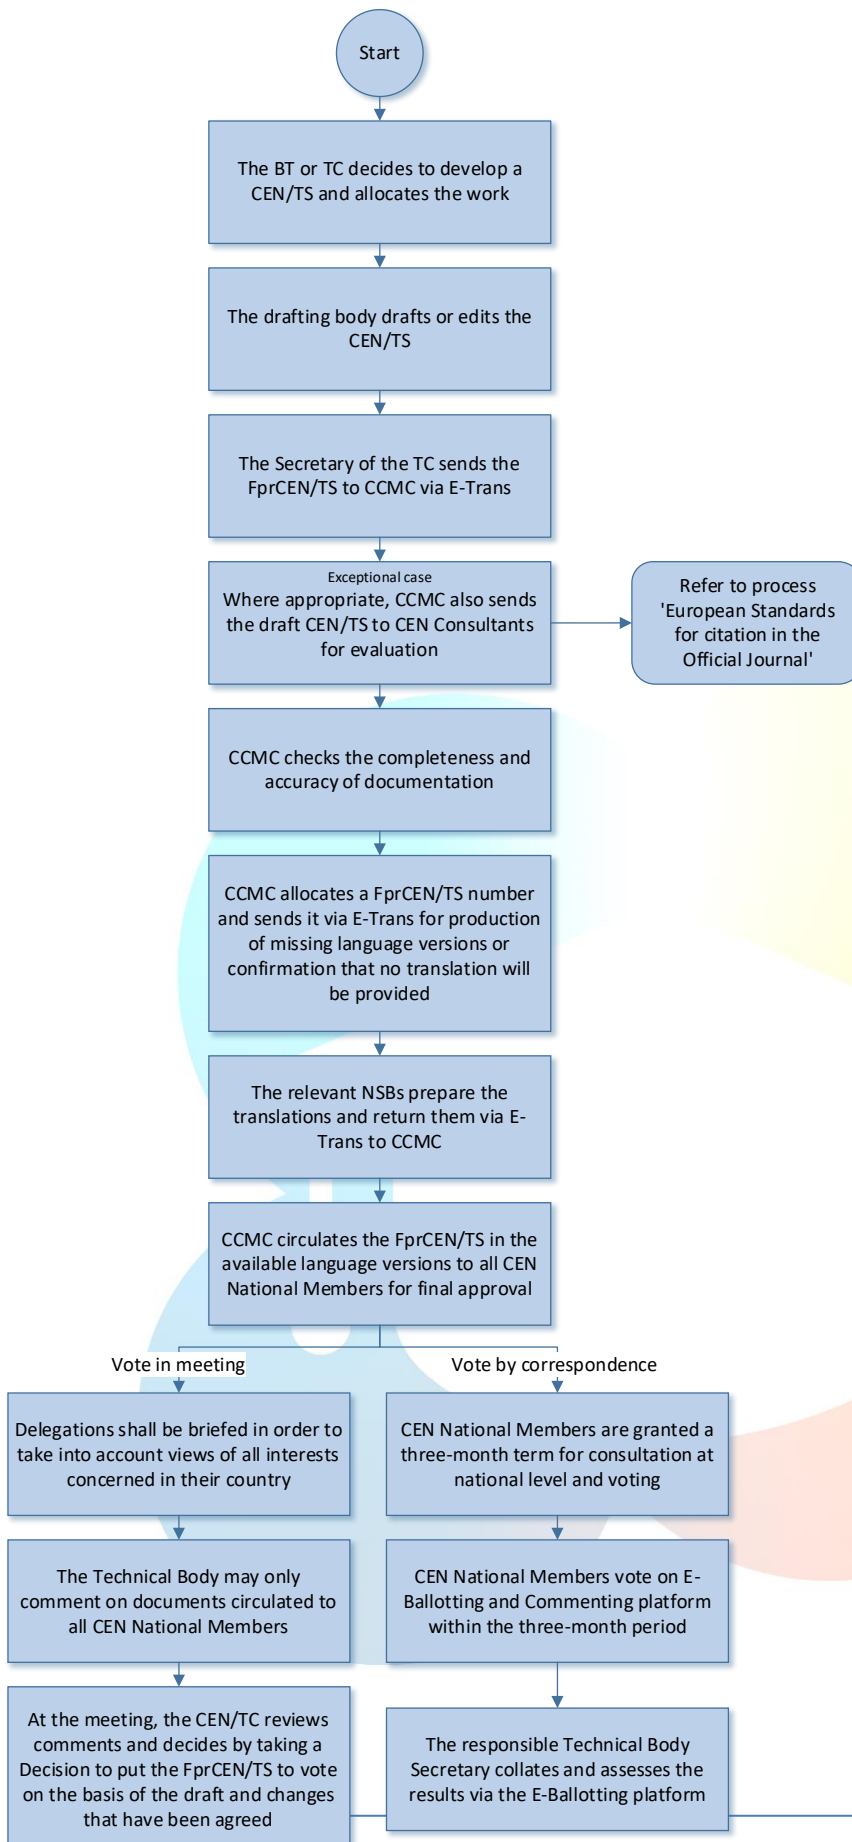 Start
The BT or TC decides to develop a
CEN/TS and allocates the work
The drafting body drafts or edits the
CEN/TS
The Secretary of the TC sends the
FprCEN/TS to CCMC via E-Trans
Exceptional case
Where appropriate, CCMC also sends
the draft CEN/TS to CEN Consultants
for evaluation
Refer to process
'European Standards
for citation in the
Official Journal'
CCMC checks the completeness and
accuracy of documentation
CCMC allocates a FprCEN/TS number
and sends it via E-Trans for production
of missing language versions or
confirmation that no translation will
be provided
The relevant NSBs prepare the
translations and return them via E-
Trans to CCMC
CCMC circulates the FprCEN/TS in the
available language versions to all CEN
National Members for final approval
Vote in meeting
Delegations shall be briefed in order to
take into account views of all interests
concerned in their country
The Technical Body may only
comment on documents circulated to
all CEN National Members
At the meeting, the CEN/TC reviews
comments and decides by taking a
Decision to put the FprCEN/TS to vote
on the basis of the draft and changes
that have been agreed
Vote by correspondence
CEN National Members are granted a
three-month term for consultation at
national level and voting
CEN National Members vote on E-
Ballotting and Commenting platform
within the three-month period
The responsible Technical Body
Secretary collates and assesses the
results via the E-Ballotting platform